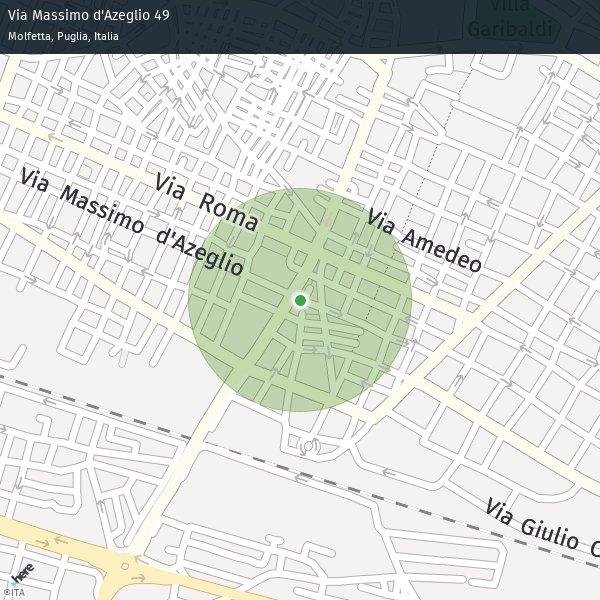 Via Massimo d'Azeglio 49
Molfetta, Puglia, Italia
Villa
Garibaldi
Via Massimo d'Azeglio
Via Roma
Via Amedeo
Via Giulio C
here
©ITA